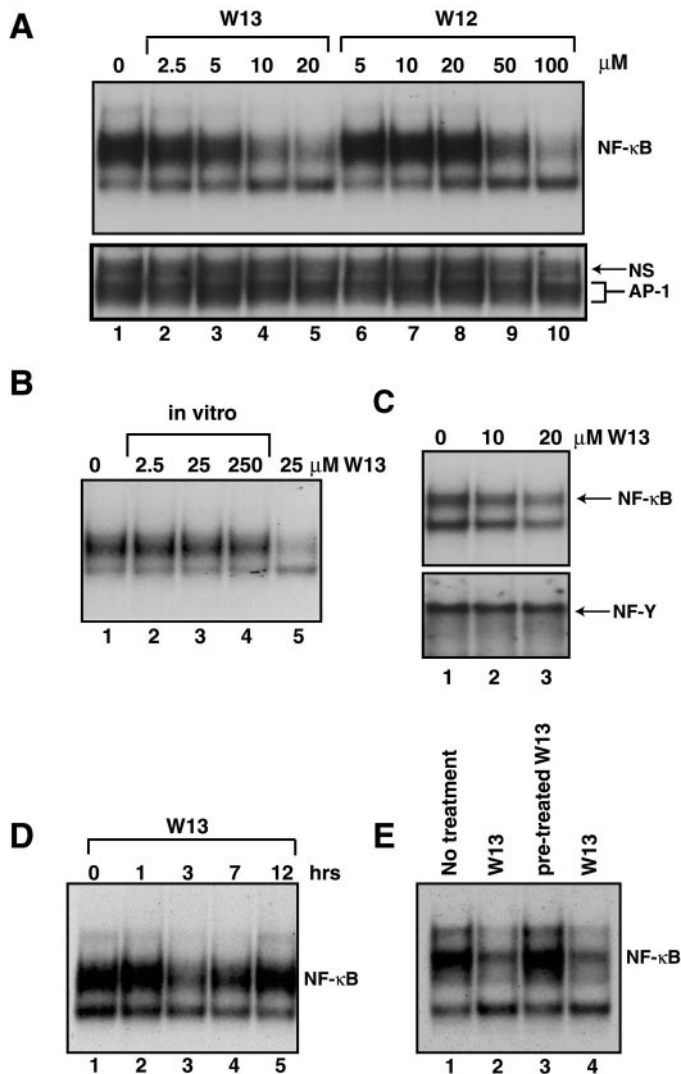 A
W13 W12
0 2.5 5 10 20 5 10 20 50 100 μM
NF-κB
NS
AP-1
1 2 3 4 5 6 7 8 9 10
B
in vitro
0 2.5 25 250 25 μM W13
1 2 3 4 5
C
0 10 20 μM W13
NF-κB
NF-Y
1 2 3
D
W13
0 1 3 7 12 hrs
NF-κB
1 2 3 4 5
E
No treatment
W13
pre-treated W13
W13
NF-κB
1 2 3 4